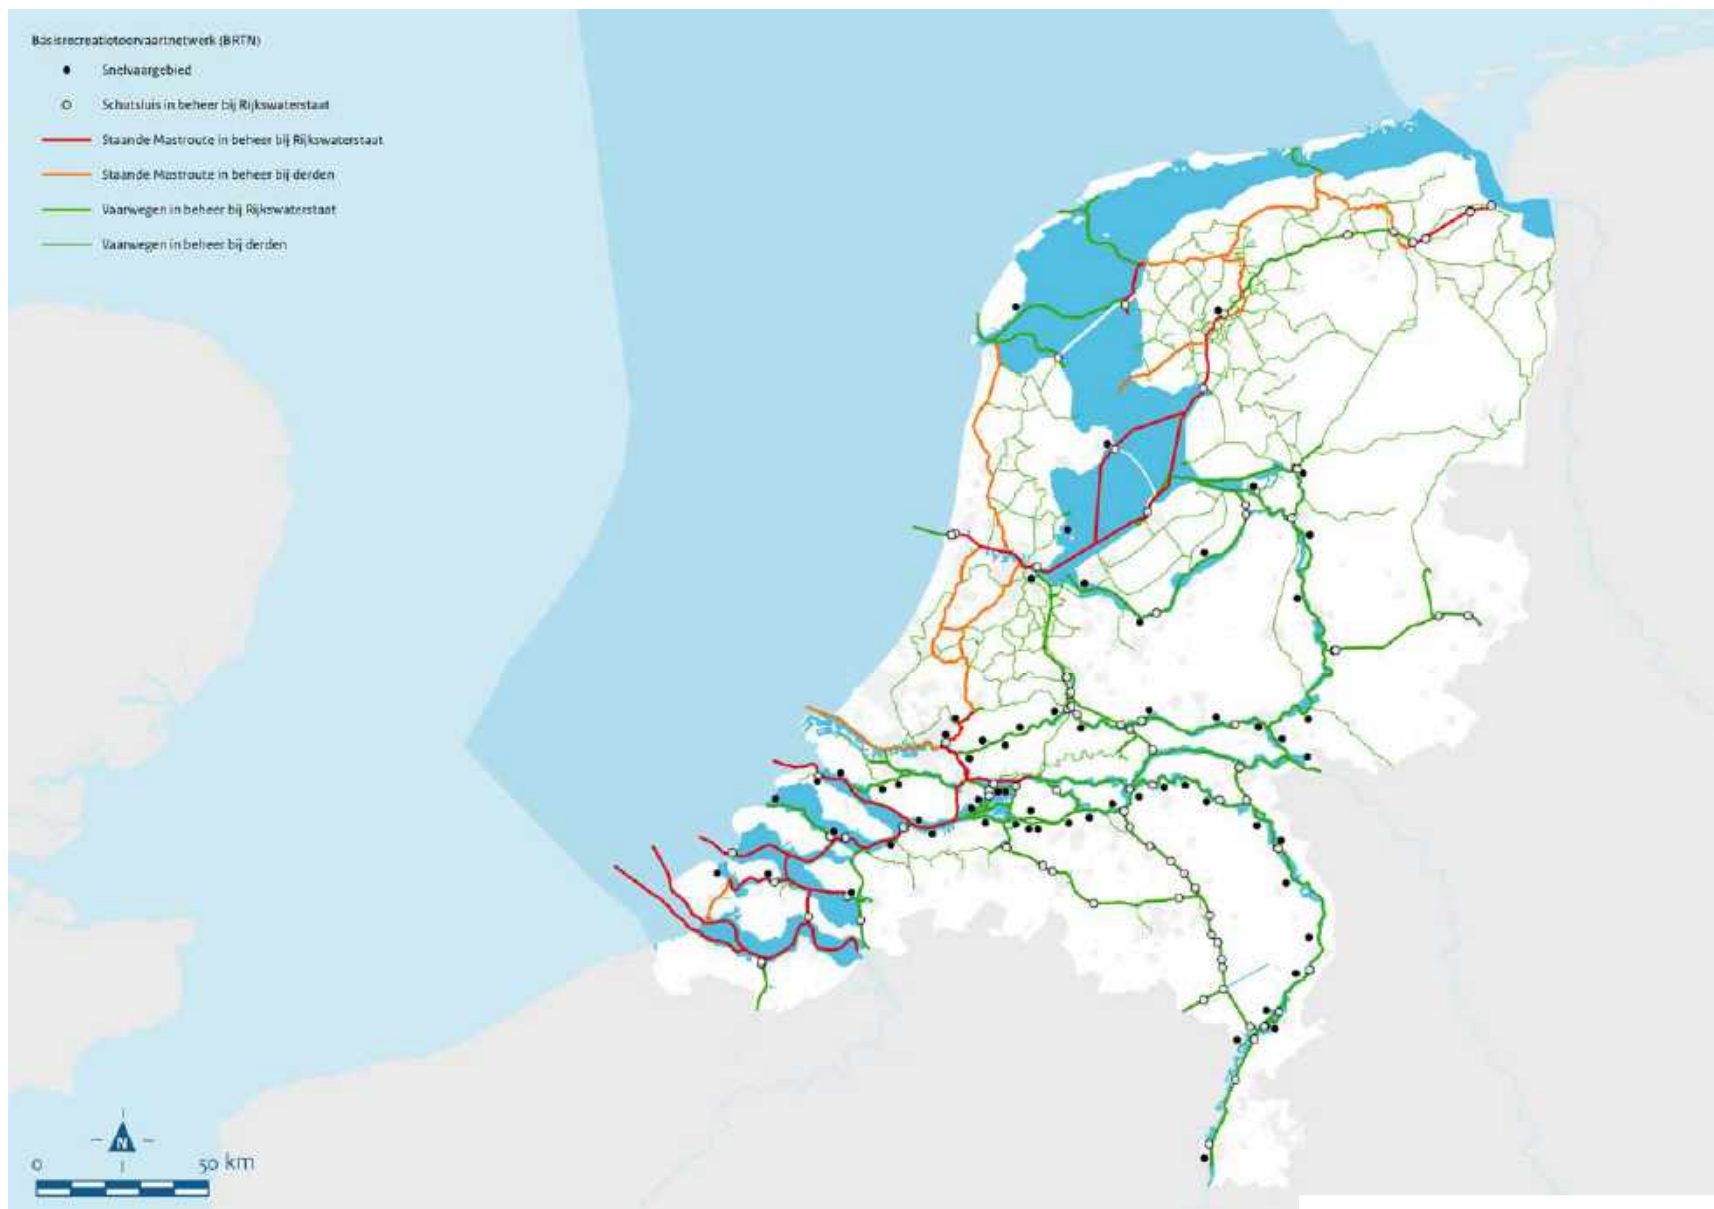 Basisrecreatietoervaartnetwerk (BRTN)
Snelvaargebied
Schutsluis in beheer bij Rijkswaterstaat
Staande Mastroute in beheer bij Rijkswaterstaat
Staande Mastroute in beheer bij derden
Vaarwegen in beheer bij Rijkswaterstaat
Vaarwegen in beheer bij derden
N
0 50 km